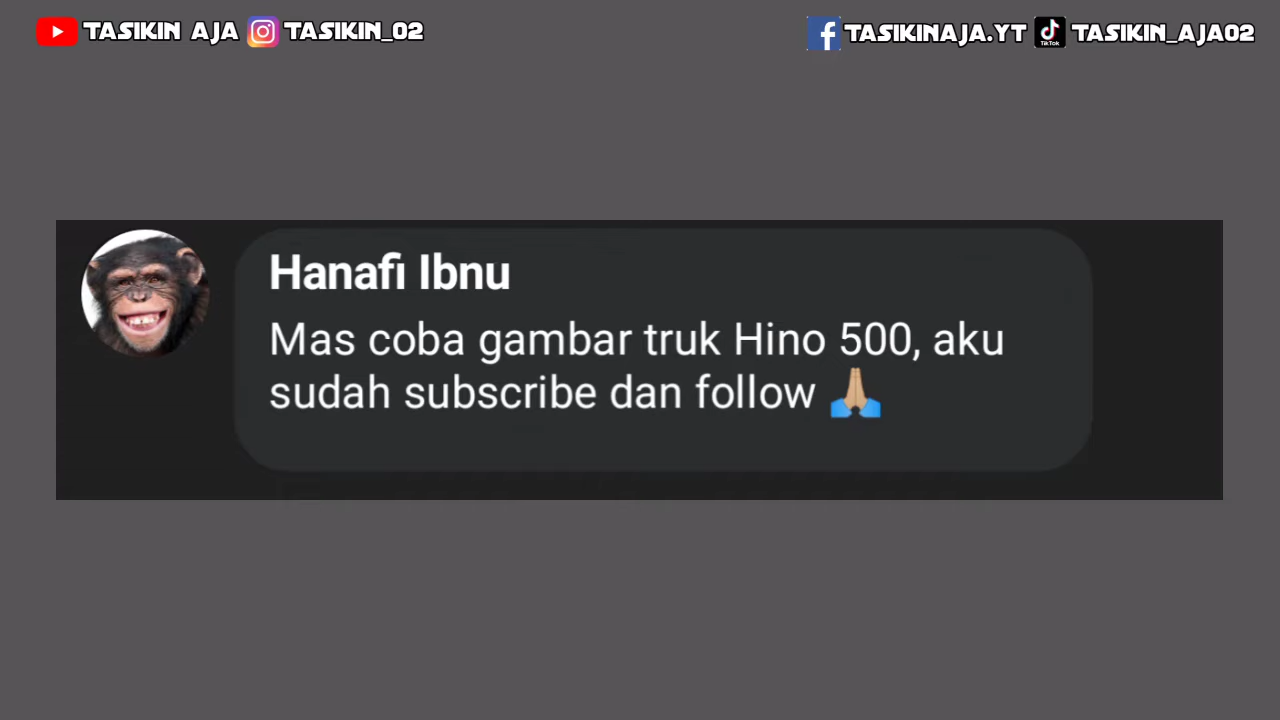 TASIKIN AJA TASIKIN_02
TASIKINAJA.YT TikTok TASIKIN_AJA02
Hanafi Ibnu
Mas coba gambar truk Hino 500, aku
sudah subscribe dan follow 🙏🏼